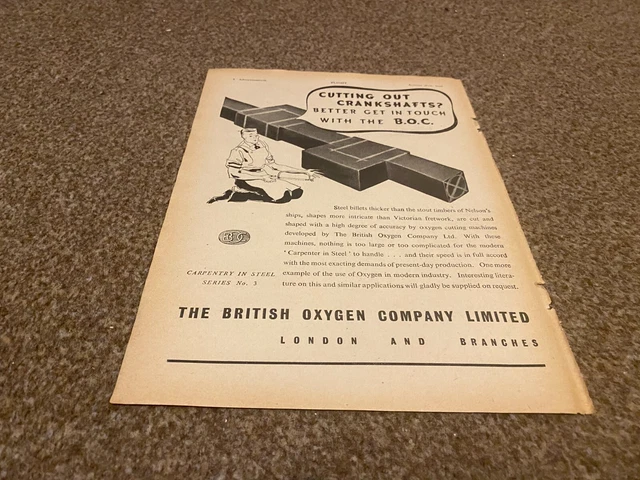 CUTTING OUT
CRANKSHAFTS?
BETTER GET IN TOUCH
WITH THE B.O.C.
Steel billets thicker than the stout timbers of Nelson's
ships, shapes more intricate than Victorian fretwork, are cut and
shaped with a high degree of accuracy by oxygen cutting machines
developed by The British Oxygen Company Ltd. With these
machines, nothing is too large or too complicated for the modern
'Carpenter in Steel' to handle . . . and their speed is in full accord
with the most exacting demands of present-day production. One more
example of the use of Oxygen in modern industry. Interesting litera-
ture on this and similar applications will gladly be supplied on request.
BOC
CARPENTRY IN STEEL
SERIES No. 3
THE BRITISH OXYGEN COMPANY LIMITED
LONDON AND BRANCHES